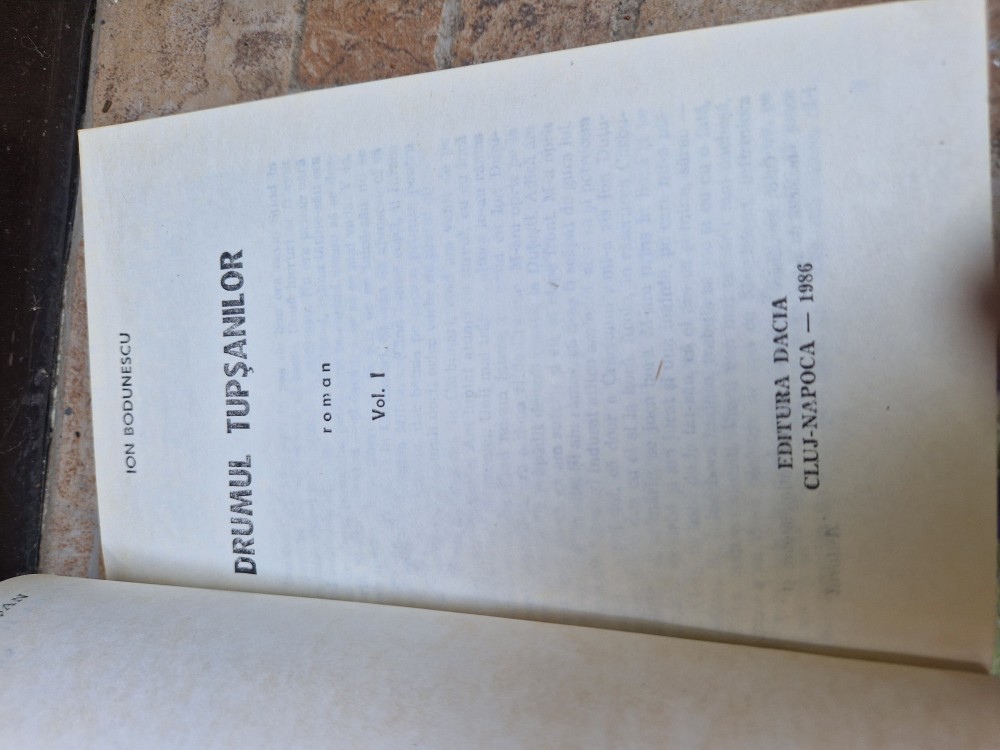 ION BODUNESCU
DRUMUL TUPȘANILOR
roman
Vol. I
EDITURA DACIA
CLUJ-NAPOCA — 1986